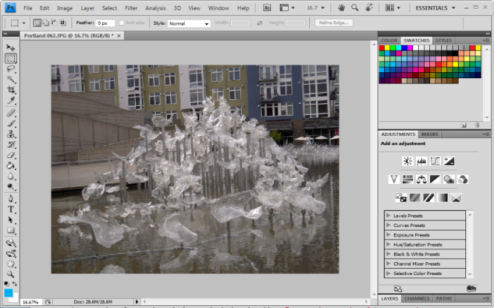 File Edit Image Layer Select Filter Analysis 3D View Window Help 16.7 ESSENTIALS
Feather: 0 px Anti-alias Style: Normal Width: Height: Refine Edge...
Portland 062.JPG @ 16.7% (RGB/8) *
COLOR SWATCHES STYLES
ADJUSTMENTS MASKS
Add an adjustment
Levels Presets
Curves Presets
Exposure Presets
Hue/Saturation Presets
Black & White Presets
Channel Mixer Presets
Selective Color Presets
LAYERS CHANNELS PATHS
16.67% Doc: 28.6M/28.6M